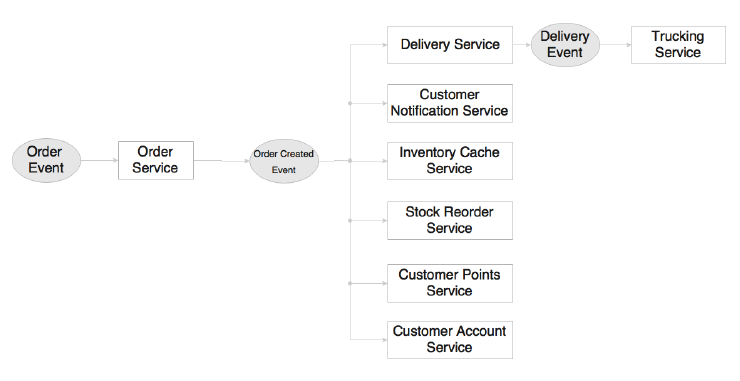 Order
Event
Order
Service
Order Created
Event
Delivery Service
Delivery
Event
Trucking
Service
Customer
Notification Service
Inventory Cache
Service
Stock Reorder
Service
Customer Points
Service
Customer Account
Service